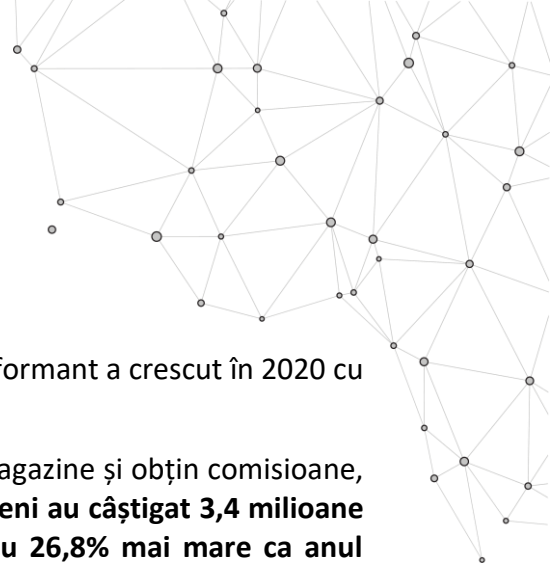 formant a crescut în 2020 cu
agazine și obțin comisioane,
eni au câștigat 3,4 milioane
u 26,8% mai mare ca anul